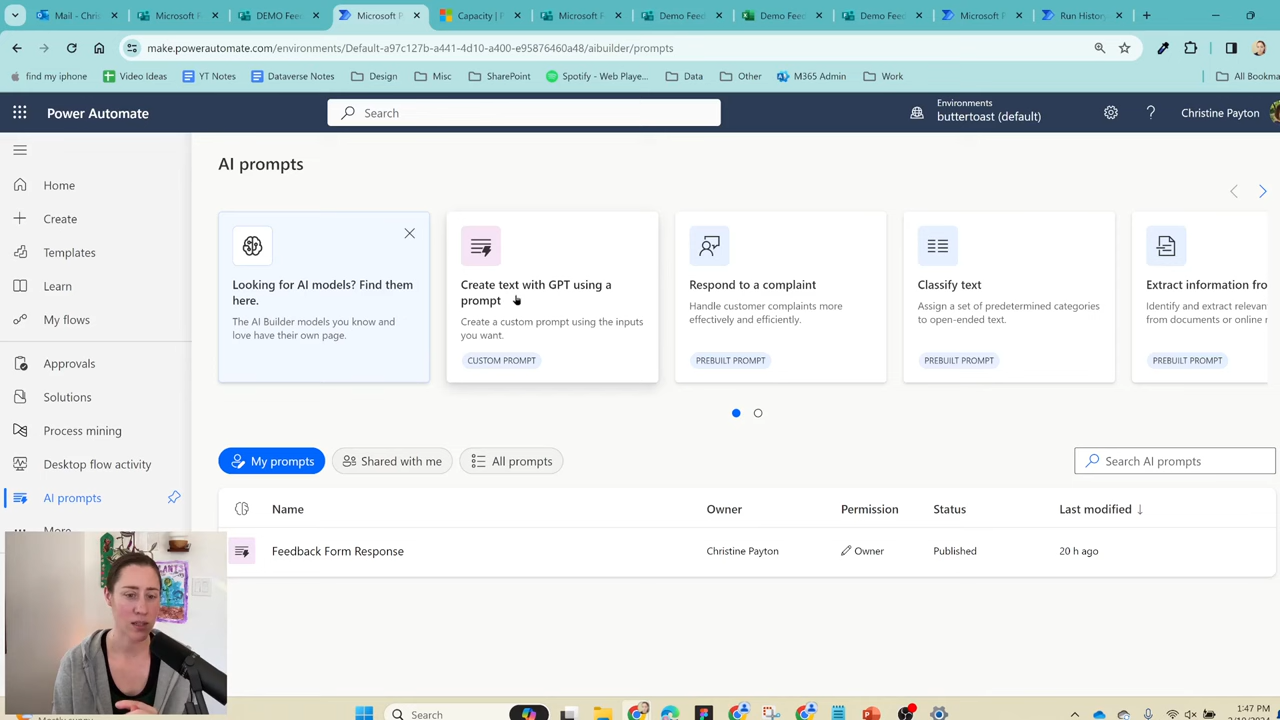 Mail - Chris
Microsoft F
DEMO Feed
Microsoft P
Capacity | P
Microsoft F
Demo Feed
Demo Feed
Demo Feed
Microsoft P
Run History
make.powerautomate.com/environments/Default-a97c127b-a441-4d10-a400-e95876460a48/aibuilder/prompts
find my iphone
Video Ideas
YT Notes
Dataverse Notes
Design
Misc
SharePoint
Spotify - Web Playe...
Data
Other
M365 Admin
Work
All Bookma
Power Automate
Search
Environments
buttertoast (default)
Christine Payton
Home
Create
Templates
Learn
My flows
Approvals
Solutions
Process mining
Desktop flow activity
AI prompts
More
AI prompts
Looking for AI models? Find them
here.
The AI Builder models you know and
love have their own page.
Create text with GPT using a
prompt
Create a custom prompt using the inputs
you want.
CUSTOM PROMPT
Respond to a complaint
Handle customer complaints more
effectively and efficiently.
PREBUILT PROMPT
Classify text
Assign a set of predetermined categories
to open-ended text.
PREBUILT PROMPT
Extract information fro
Identify and extract relevan
from documents or online r
PREBUILT PROMPT
My prompts
Shared with me
All prompts
Search AI prompts
Name
Owner
Permission
Status
Last modified
Feedback Form Response
Christine Payton
Owner
Published
20 h ago
Search
1:47 PM